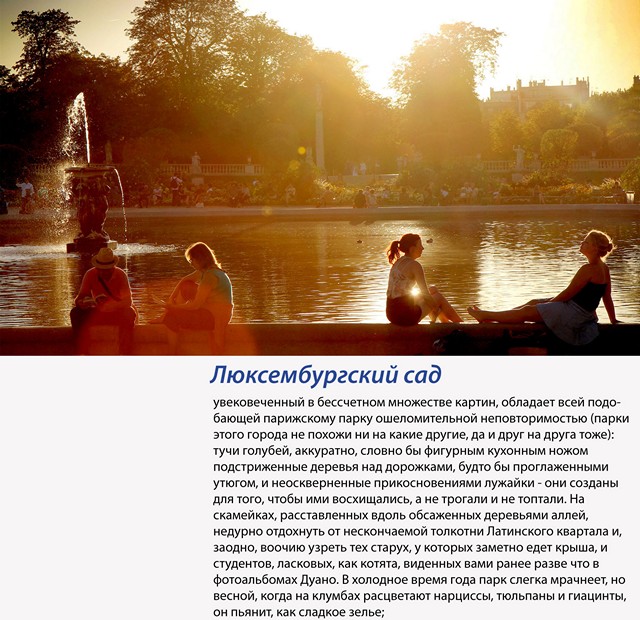 Люксембургский сад
увековеченный в бессчетном множестве картин, обладает всей подо-
бающей парижскому парку ошеломительной неповторимостью (парки
этого города не похожи ни на какие другие, да и друг на друга тоже):
тучи голубей, аккуратно, словно бы фигурным кухонным ножом
подстриженные деревья над дорожками, будто бы проглаженными
утюгом, и неоскверненные прикосновениями лужайки - они созданы
для того, чтобы ими восхищались, а не трогали и не топтали. На
скамейках, расставленных вдоль обсаженных деревьями аллей,
недурно отдохнуть от нескончаемой толкотни Латинского квартала и,
заодно, воочию узреть тех старух, у которых заметно едет крыша, и
студентов, ласковых, как котята, виденных вами ранее разве что в
фотоальбомах Дуано. В холодное время года парк слегка мрачнеет, но
весной, когда на клумбах расцветают нарциссы, тюльпаны и гиацинты,
он пьянит, как сладкое зелье;